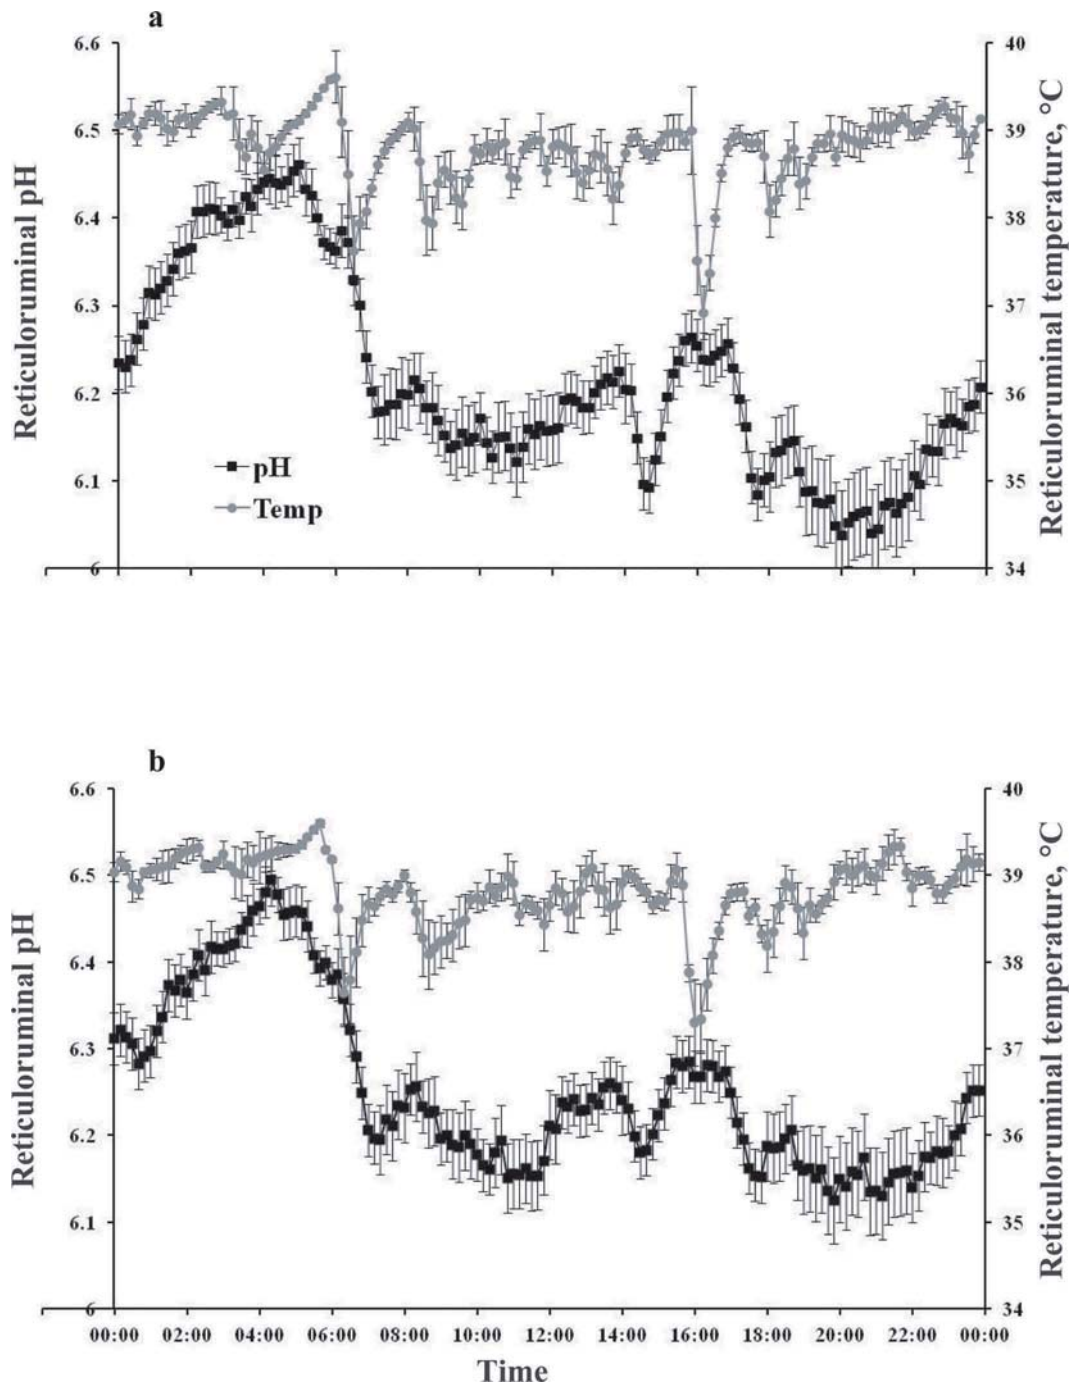 a
6.6
6.5
6.4
6.3
6.2
6.1
6
Reticuloruminal pH
40
39
38
37
36
35
34
Reticuloruminal temperature, °C
pH
Temp
b
6.6
6.5
6.4
6.3
6.2
6.1
6
Reticuloruminal pH
40
39
38
37
36
35
34
Reticuloruminal temperature, °C
00:00 02:00 04:00 06:00 08:00 10:00 12:00 14:00 16:00 18:00 20:00 22:00 00:00
Time